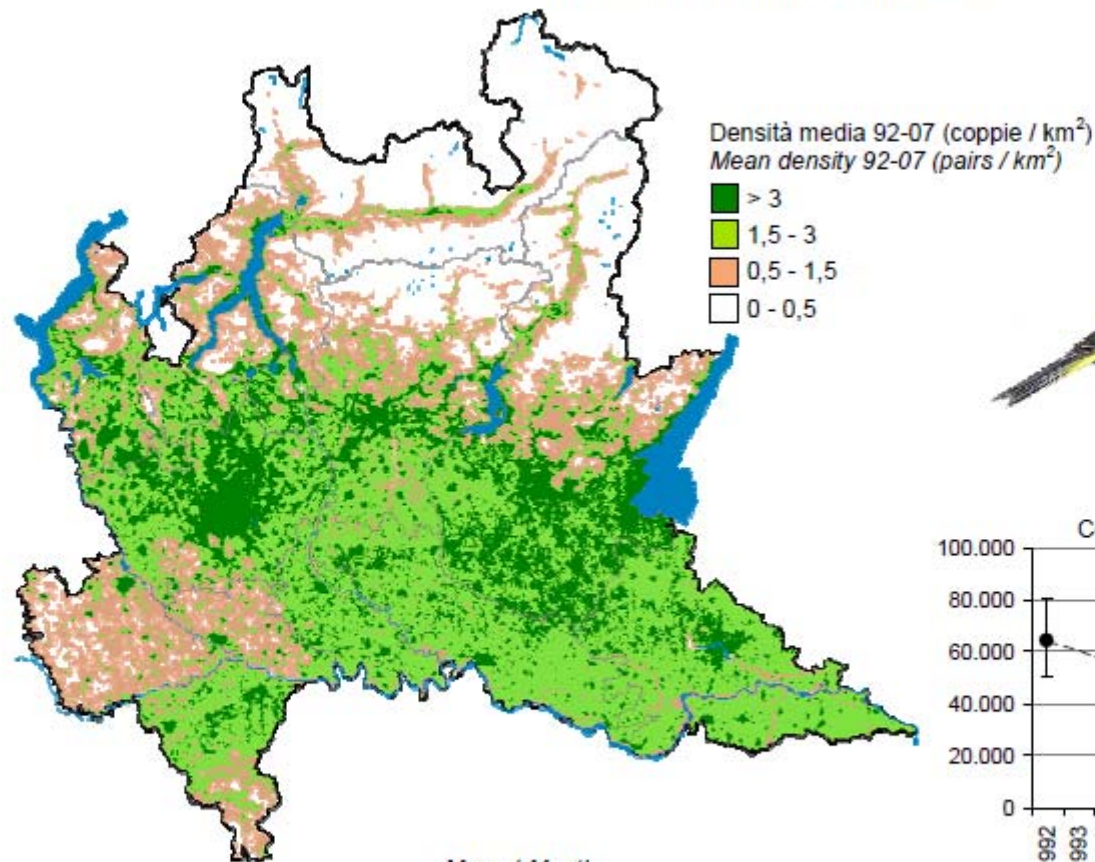 Densità media 92-07 (coppie / km²)
Mean density 92-07 (pairs / km²)
> 3
1,5 - 3
0,5 - 1,5
0 - 0,5
C
100.000
80.000
60.000
40.000
20.000
0
992
993